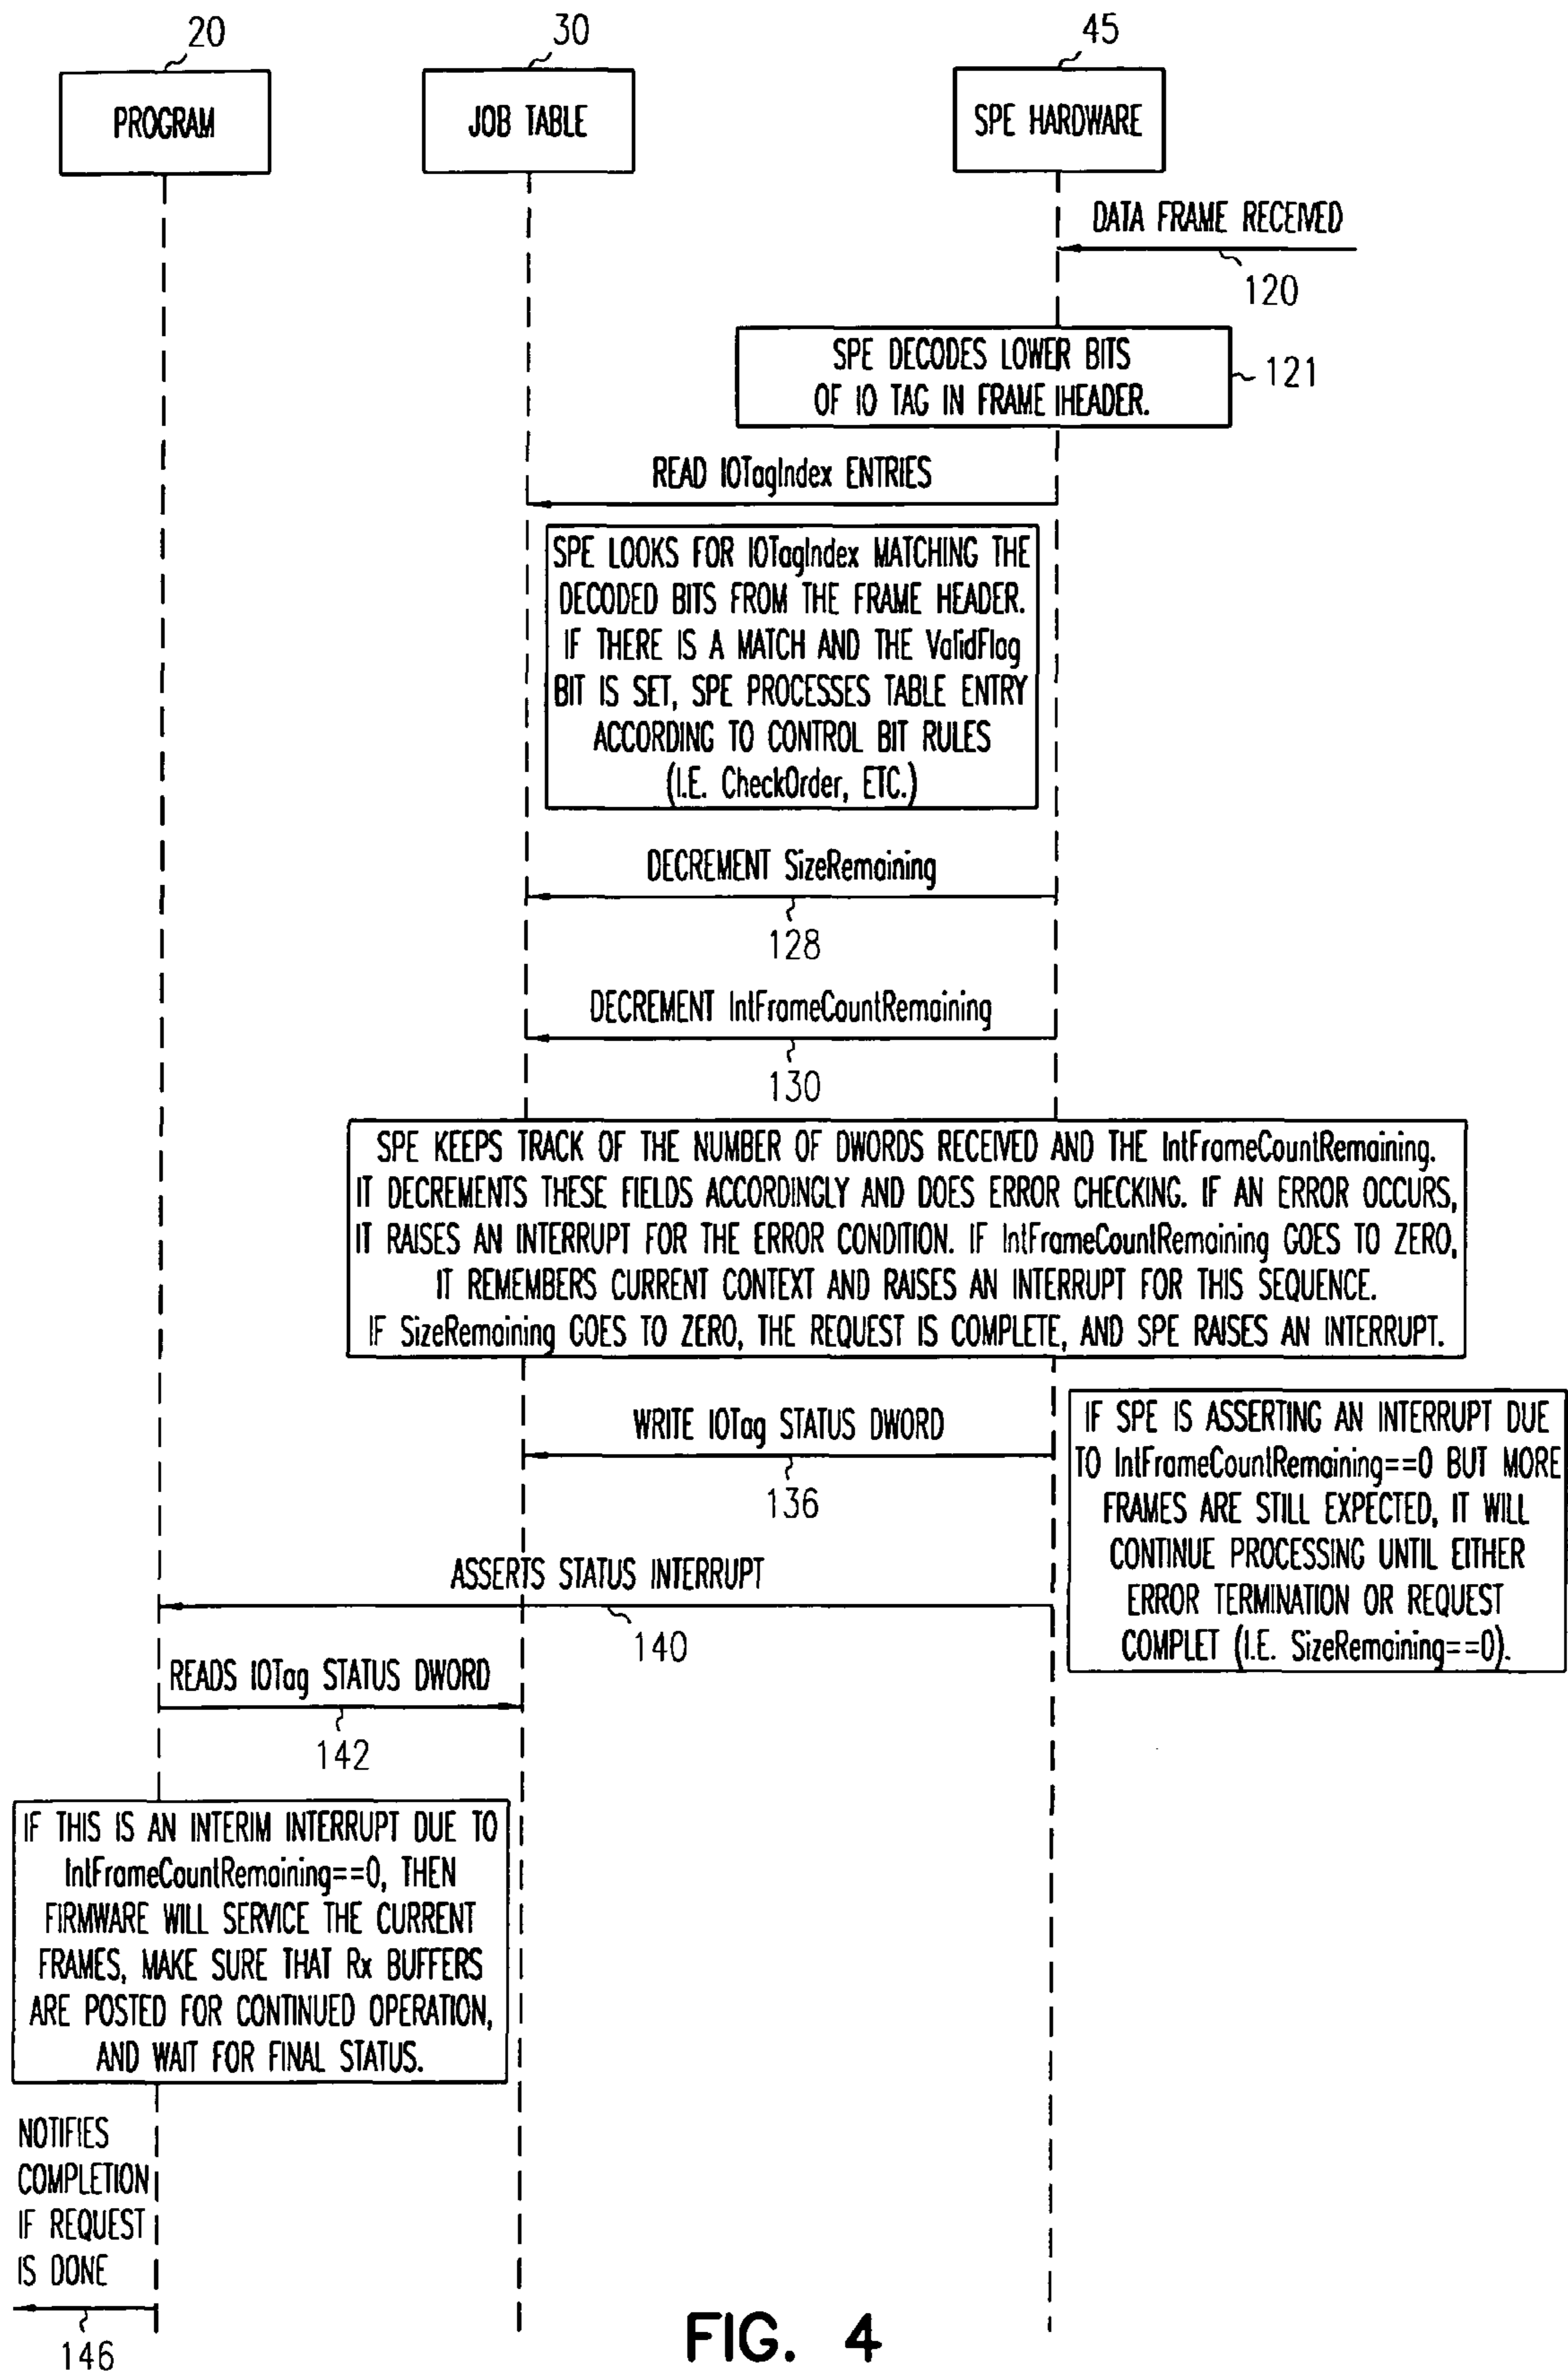 20
30
45
PROGRAM
JOB TABLE
SPE HARDWARE
DATA FRAME RECEIVED
120
SPE DECODES LOWER BITS
OF IO TAG IN FRAME HEADER.
121
READ IOTagIndex ENTRIES
SPE LOOKS FOR IOTagIndex MATCHING THE
DECODED BITS FROM THE FRAME HEADER.
IF THERE IS A MATCH AND THE ValidFlag
BIT IS SET, SPE PROCESSES TABLE ENTRY
ACCORDING TO CONTROL BIT RULES
(I.E. CheckOrder, ETC.)
DECREMENT SizeRemaining
128
DECREMENT IntFrameCountRemaining
130
SPE KEEPS TRACK OF THE NUMBER OF DWORDS RECEIVED AND THE IntFrameCountRemaining.
IT DECREMENTS THESE FIELDS ACCORDINGLY AND DOES ERROR CHECKING. IF AN ERROR OCCURS,
IT RAISES AN INTERRUPT FOR THE ERROR CONDITION. IF IntFrameCountRemaining GOES TO ZERO,
IT REMEMBERS CURRENT CONTEXT AND RAISES AN INTERRUPT FOR THIS SEQUENCE.
IF SizeRemaining GOES TO ZERO, THE REQUEST IS COMPLETE, AND SPE RAISES AN INTERRUPT.
WRITE IOTag STATUS DWORD
136
IF SPE IS ASSERTING AN INTERRUPT DUE
TO IntFrameCountRemaining==0 BUT MORE
FRAMES ARE STILL EXPECTED, IT WILL
CONTINUE PROCESSING UNTIL EITHER
ERROR TERMINATION OR REQUEST
COMPLET (I.E. SizeRemaining==0).
ASSERTS STATUS INTERRUPT
140
READS IOTag STATUS DWORD
142
IF THIS IS AN INTERIM INTERRUPT DUE TO
IntFrameCountRemaining==0, THEN
FIRMWARE WILL SERVICE THE CURRENT
FRAMES, MAKE SURE THAT Rx BUFFERS
ARE POSTED FOR CONTINUED OPERATION,
AND WAIT FOR FINAL STATUS.
NOTIFIES
COMPLETION
IF REQUEST
IS DONE
146
FIG. 4